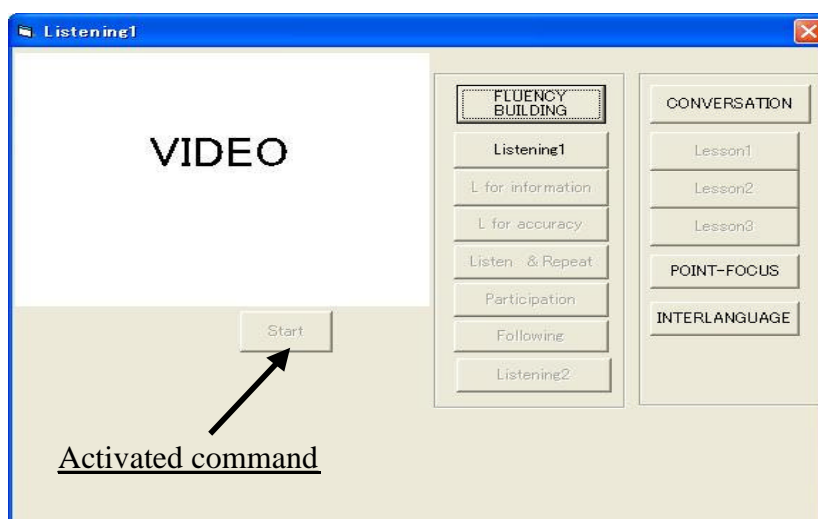 Listening1
VIDEO
Start
Activated command
FLUENCY
BUILDING
Listening1
L for information
L for accuracy
Listen & Repeat
Participation
Following
Listening2
CONVERSATION
Lesson1
Lesson2
Lesson3
POINT-FOCUS
INTERLANGUAGE